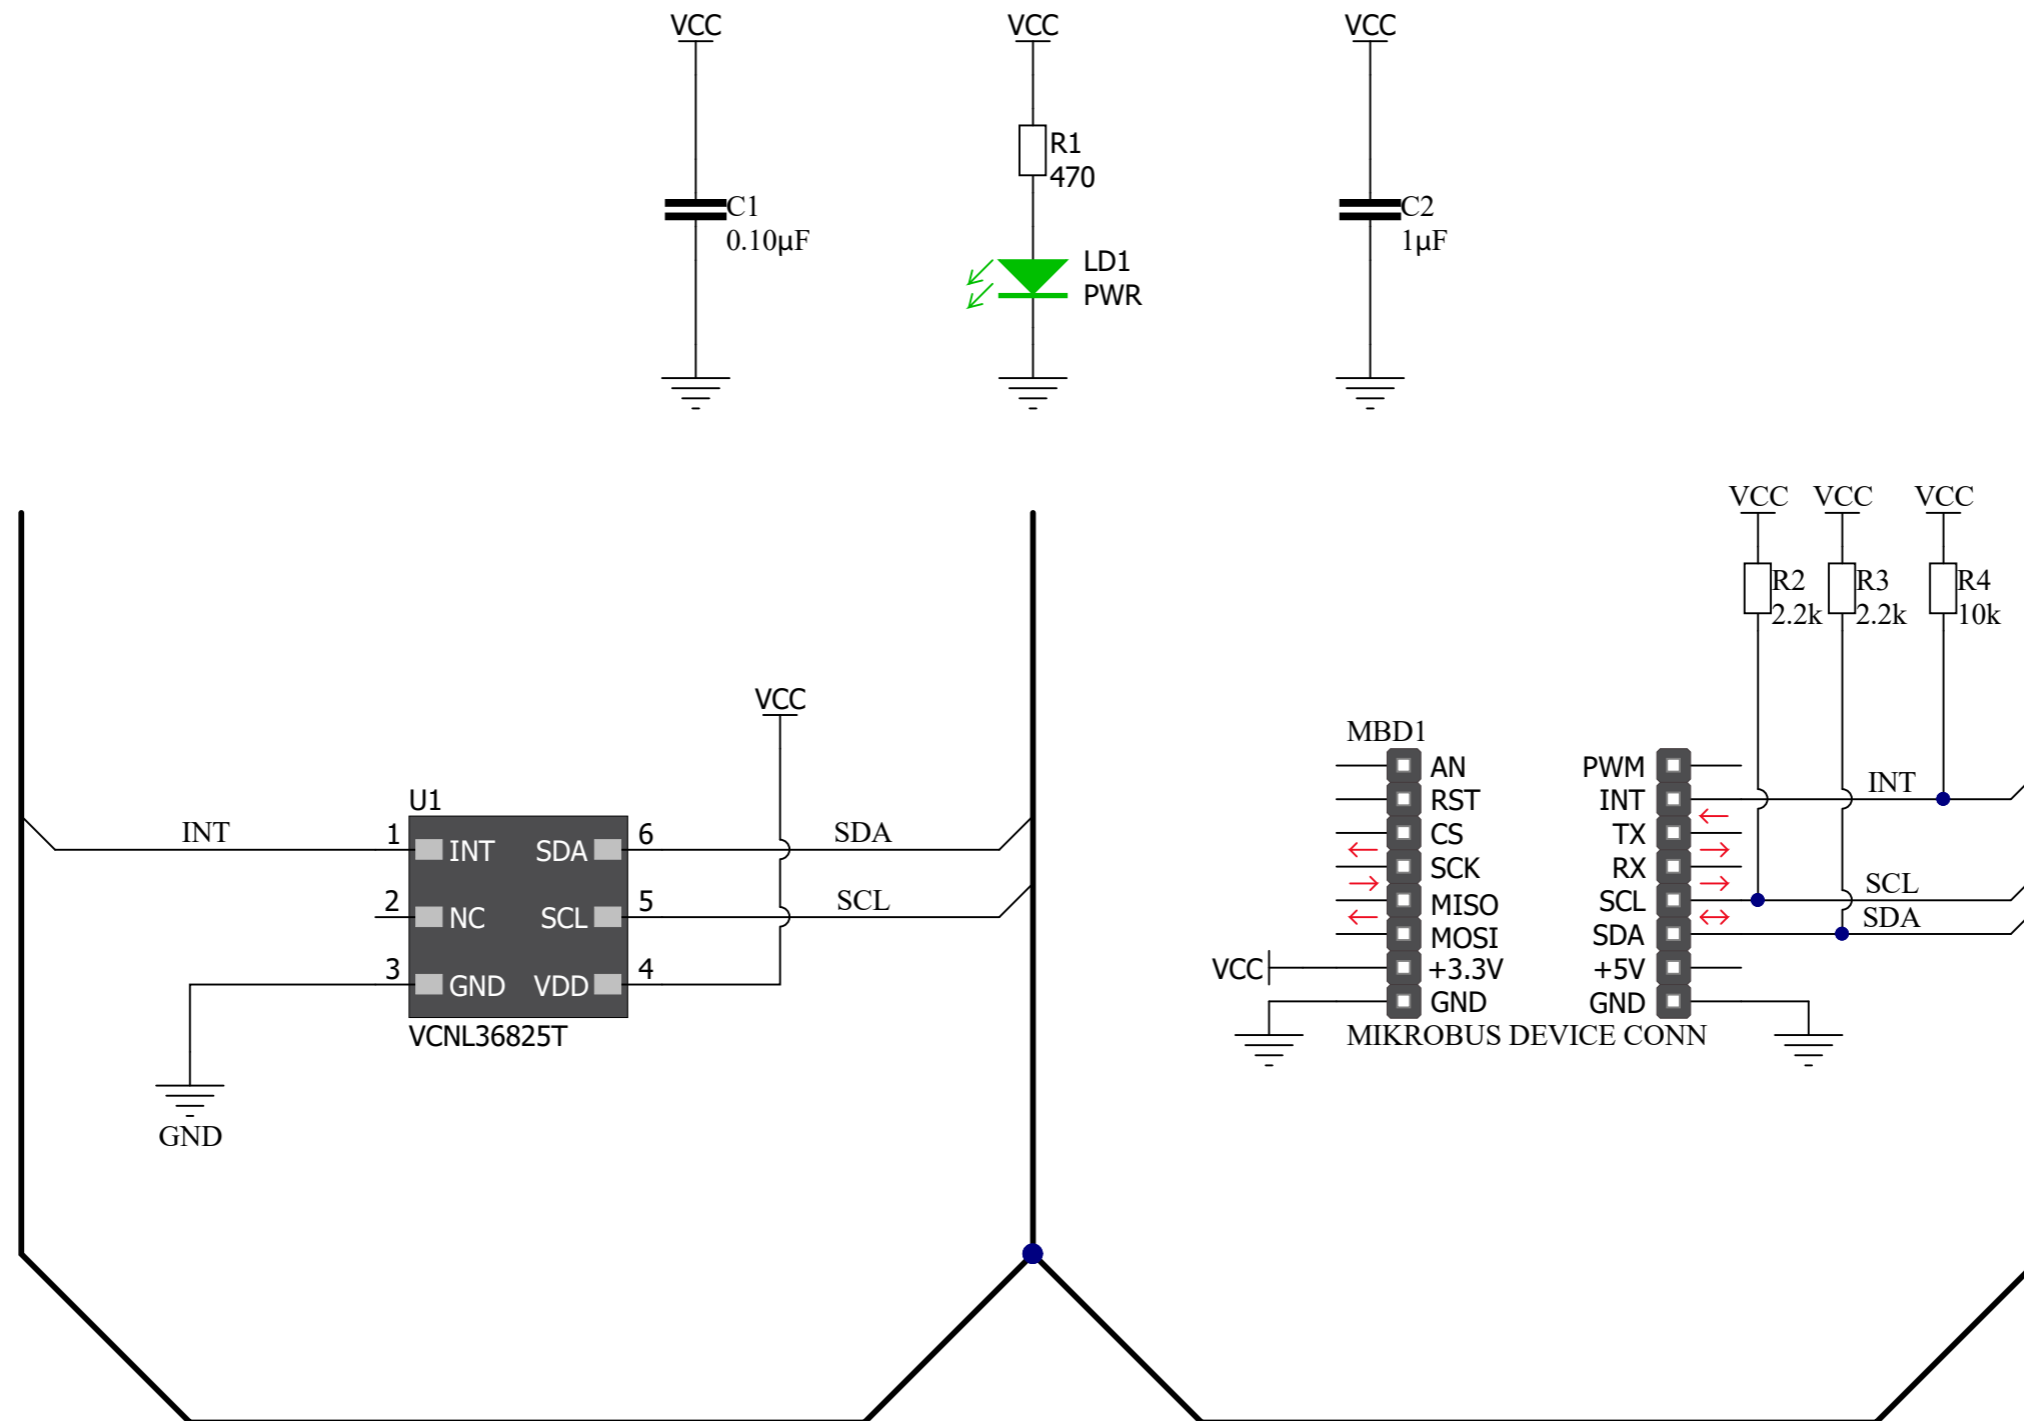 VCC
VCC
VCC
R1
470
C1
0.10µF
C2
1µF
LD1
PWR
VCC VCC VCC
R2
2.2k
R3
2.2k
R4
10k
VCC
U1
INT
1
INT
SDA
6
SDA
2
NC
SCL
5
SCL
3
GND
VDD
4
VCNL36825T
GND
MBD1
AN
PWM
RST
INT
INT
CS
TX
SCK
RX
MISO
SCL
SCL
MOSI
SDA
SDA
VCC
+3.3V
+5V
GND
GND
MIKROBUS DEVICE CONN